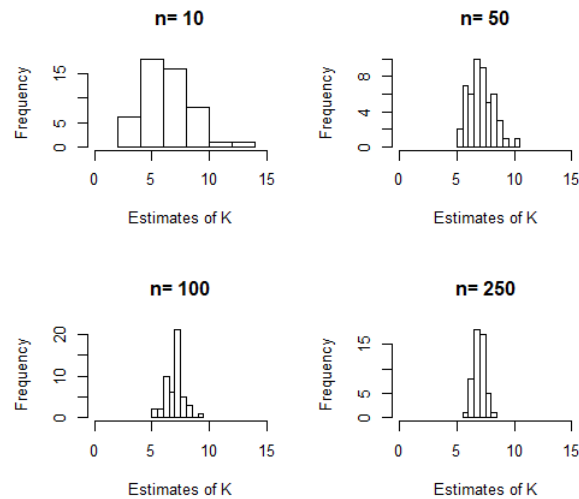 n= 10
Frequency
15
5
0
0 5 10 15
Estimates of K
n= 50
Frequency
8
4
0
0 5 10 15
Estimates of K
n= 100
Frequency
20
10
0
0 5 10 15
Estimates of K
n= 250
Frequency
15
5
0
0 5 10 15
Estimates of K